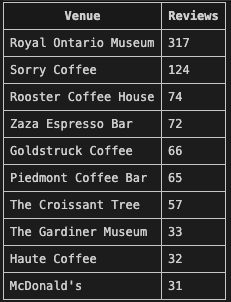 Venue Reviews
Royal Ontario Museum 317
Sorry Coffee 124
Rooster Coffee House 74
Zaza Espresso Bar 72
Goldstruck Coffee 66
Piedmont Coffee Bar 65
The Croissant Tree 57
The Gardiner Museum 33
Haute Coffee 32
McDonald's 31